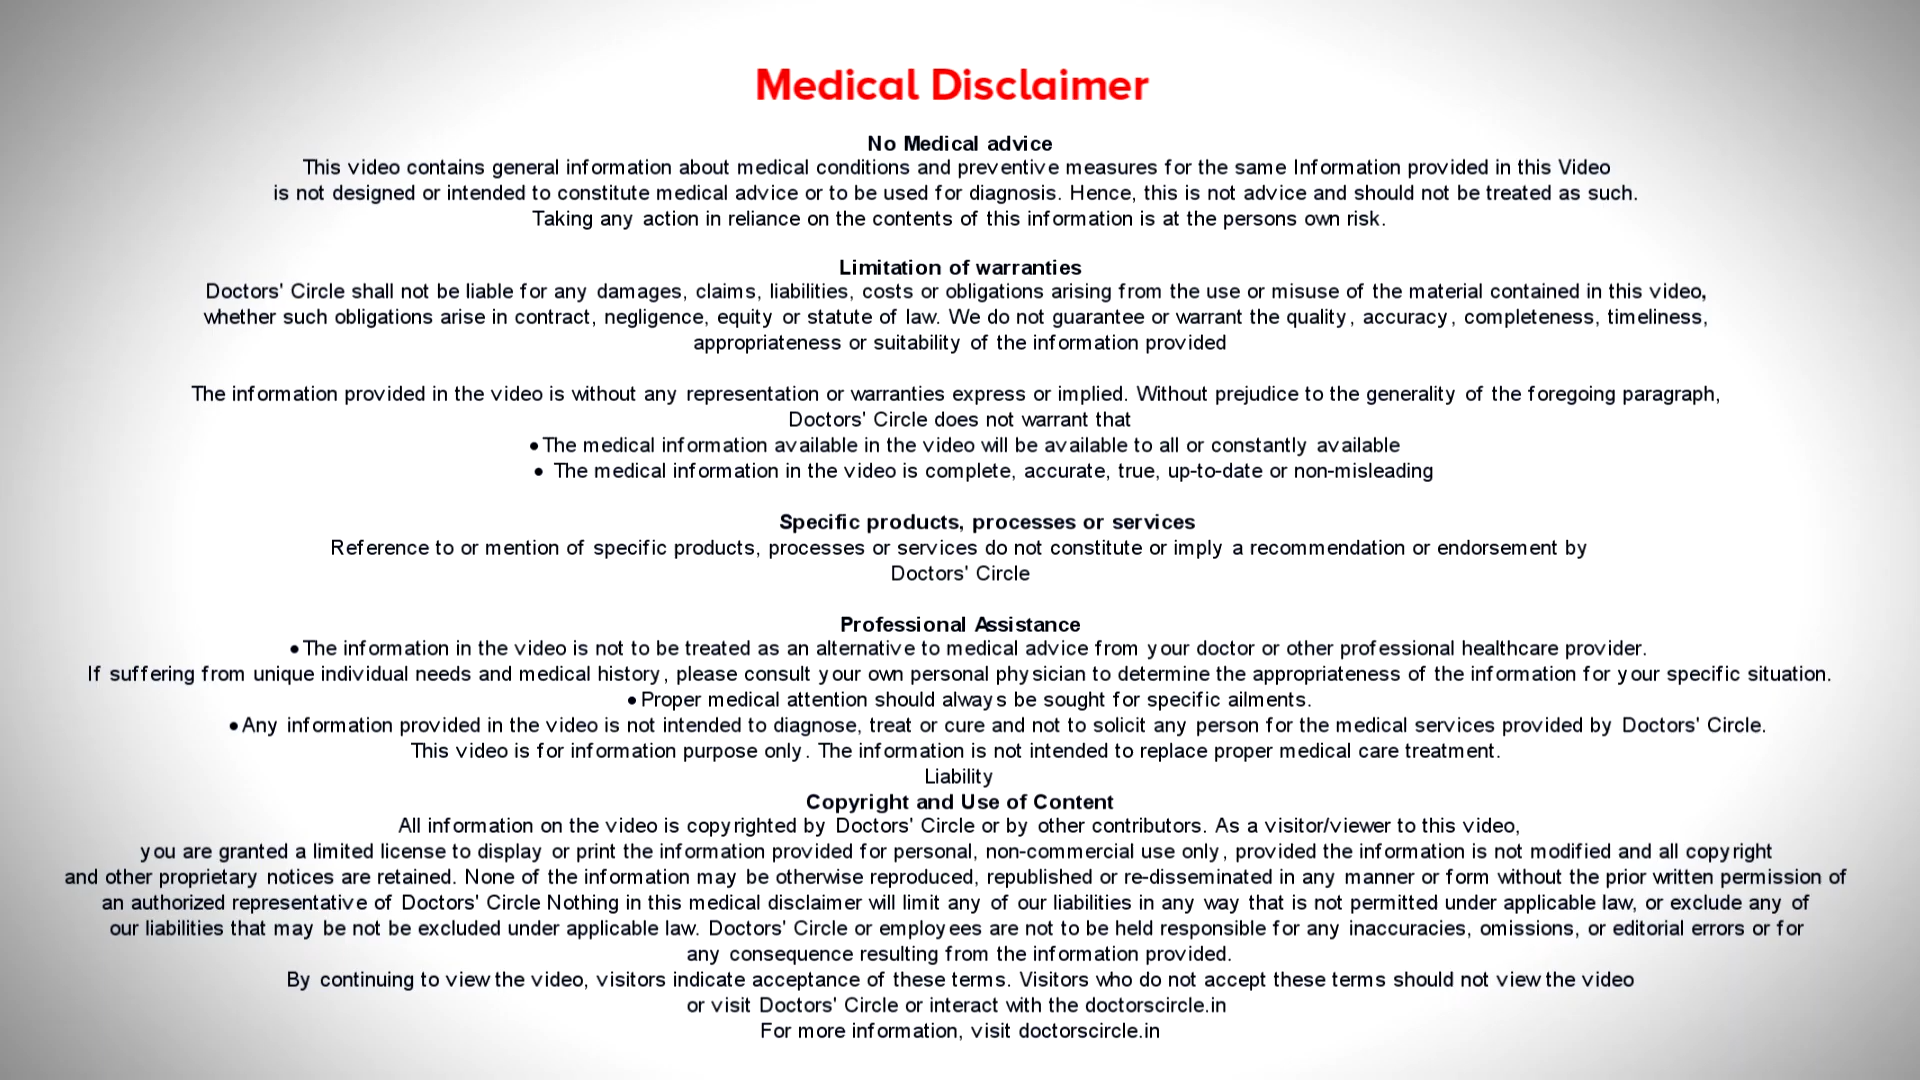 Medical Disclaimer
No Medical advice
This video contains general information about medical conditions and preventive measures for the same Information provided in this Video
is not designed or intended to constitute medical advice or to be used for diagnosis. Hence, this is not advice and should not be treated as such.
Taking any action in reliance on the contents of this information is at the persons own risk.
Limitation of warranties
Doctors' Circle shall not be liable for any damages, claims, liabilities, costs or obligations arising from the use or misuse of the material contained in this video,
whether such obligations arise in contract, negligence, equity or statute of law. We do not guarantee or warrant the quality, accuracy, completeness, timeliness,
appropriateness or suitability of the information provided
The information provided in the video is without any representation or warranties express or implied. Without prejudice to the generality of the foregoing paragraph,
Doctors' Circle does not warrant that
• The medical information available in the video will be available to all or constantly available
• The medical information in the video is complete, accurate, true, up-to-date or non-misleading
Specific products, processes or services
Reference to or mention of specific products, processes or services do not constitute or imply a recommendation or endorsement by
Doctors' Circle
Professional Assistance
• The information in the video is not to be treated as an alternative to medical advice from your doctor or other professional healthcare provider.
If suffering from unique individual needs and medical history, please consult your own personal physician to determine the appropriateness of the information for your specific situation.
• Proper medical attention should always be sought for specific ailments.
• Any information provided in the video is not intended to diagnose, treat or cure and not to solicit any person for the medical services provided by Doctors' Circle.
This video is for information purpose only. The information is not intended to replace proper medical care treatment.
Liability
Copyright and Use of Content
All information on the video is copyrighted by Doctors' Circle or by other contributors. As a visitor/viewer to this video,
you are granted a limited license to display or print the information provided for personal, non-commercial use only, provided the information is not modified and all copyright
and other proprietary notices are retained. None of the information may be otherwise reproduced, republished or re-disseminated in any manner or form without the prior written permission of
an authorized representative of Doctors' Circle Nothing in this medical disclaimer will limit any of our liabilities in any way that is not permitted under applicable law, or exclude any of
our liabilities that may be not be excluded under applicable law. Doctors' Circle or employees are not to be held responsible for any inaccuracies, omissions, or editorial errors or for
any consequence resulting from the information provided.
By continuing to view the video, visitors indicate acceptance of these terms. Visitors who do not accept these terms should not view the video
or visit Doctors' Circle or interact with the doctorscircle.in
For more information, visit doctorscircle.in